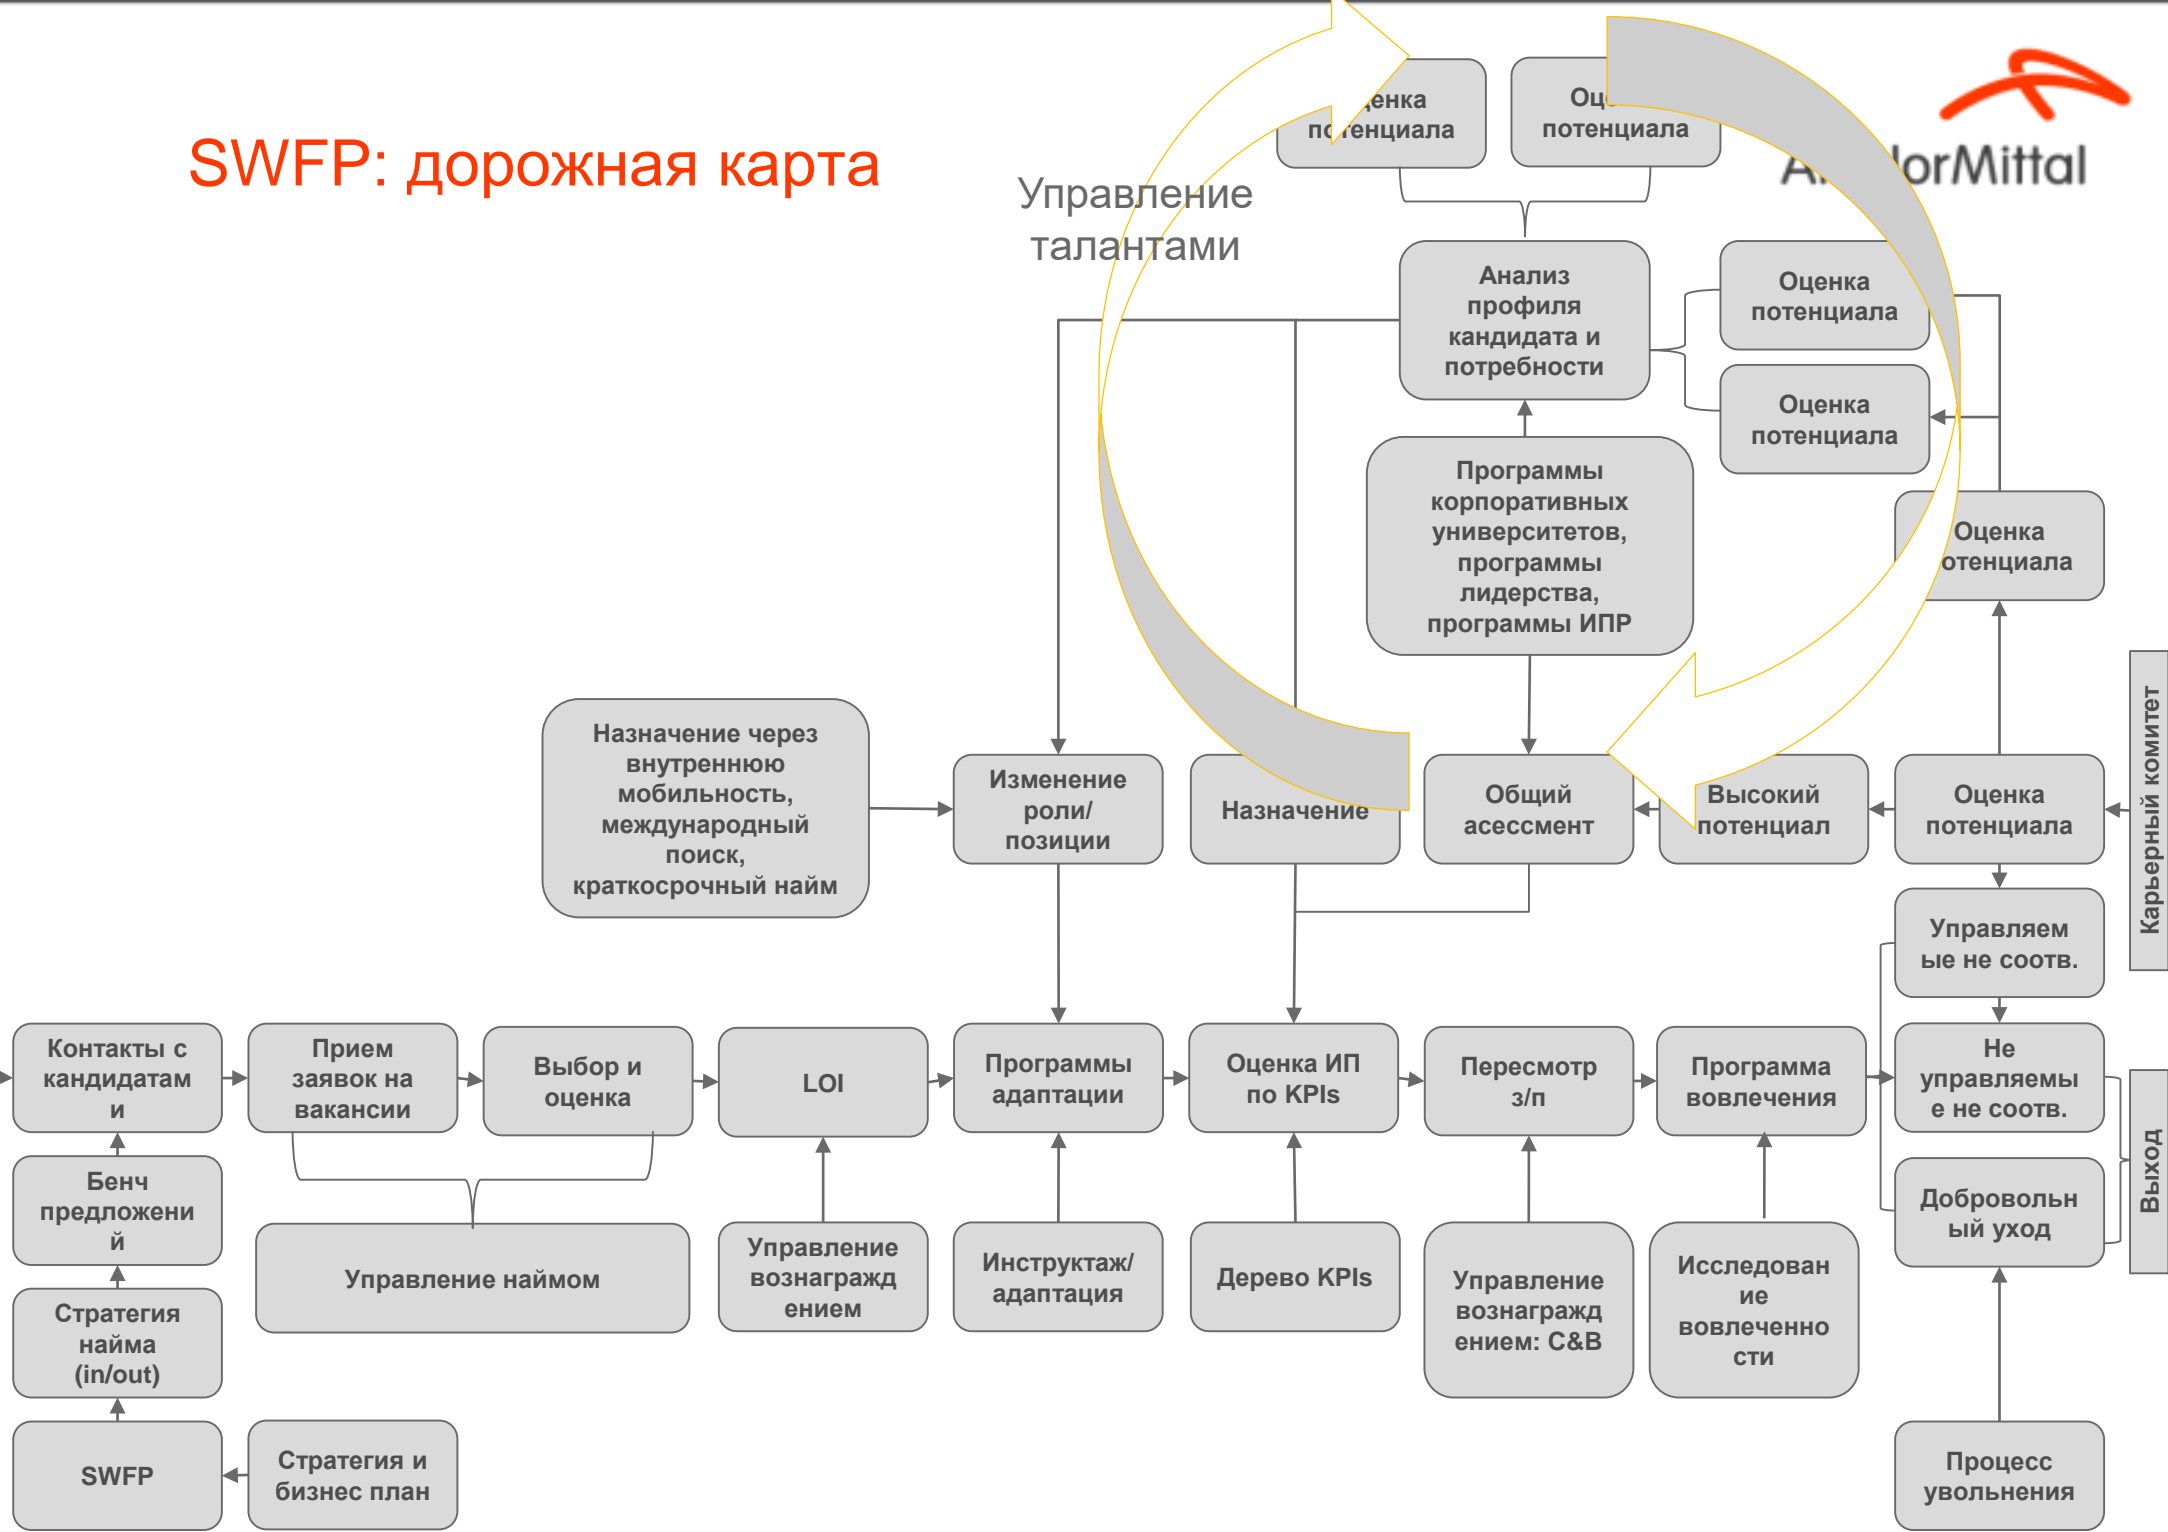 SWFP: дорожная карта
ArcelorMittal
Управление
талантами
потенциала
потенциала
Анализ
профиля
кандидата и
потребности
Оценка
потенциала
Оценка
потенциала
Программы
корпоративных
университетов,
программы
лидерства,
программы ИПР
Оценка
потенциала
Назначение через
внутреннюю
мобильность,
международный
поиск,
краткосрочный найм
Изменение
роли/
позиции
Назначение
Общий
асессмент
Высокий
потенциал
Оценка
потенциала
Карьерный комитет
Управляем
ые не соотв.
Контакты с
кандидатам
и
Прием
заявок на
вакансии
Выбор и
оценка
LOI
Программы
адаптации
Оценка ИП
по KPIs
Пересмотр
з/п
Программа
вовлечения
Не
управляемы
е не соотв.
Выход
Бенч
предложени
й
Управление наймом
Управление
вознагражд
ением
Инструктаж/
адаптация
Дерево KPIs
Управление
вознагражд
ением: C&B
Исследован
ие
вовлеченно
сти
Добровольн
ый уход
Стратегия
найма
(in/out)
SWFP
Стратегия и
бизнес план
Процесс
увольнения